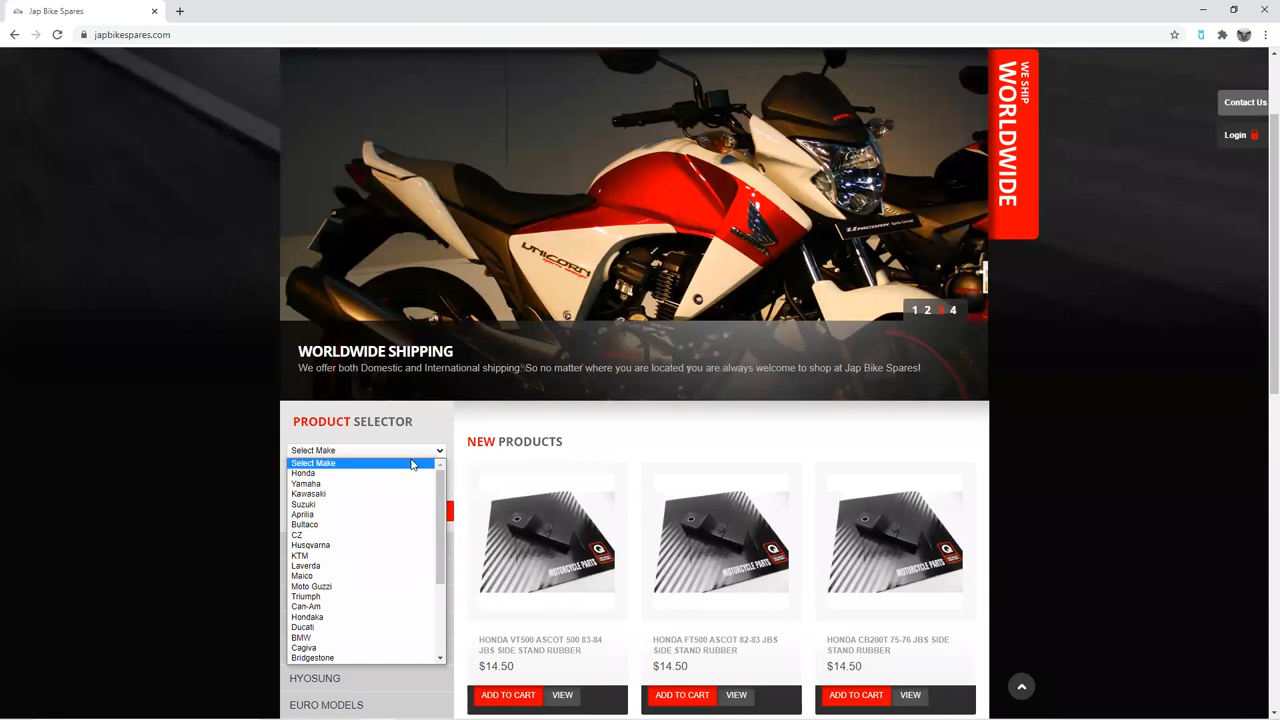 Jap Bike Spares
japbikespares.com
WE SHIP
WORLDWIDE
Contact Us
Login
UNICORN
UNICORN
1 2 3 4
WORLDWIDE SHIPPING
We offer both Domestic and International shipping. So no matter where you are located you are always welcome to shop at Jap Bike Spares!
PRODUCT SELECTOR
Select Make
Select Make
Honda
Yamaha
Kawasaki
Suzuki
Aprilia
Bultaco
CZ
Husqvarna
KTM
Laverda
Maico
Moto Guzzi
Triumph
Can-Am
Hondaka
Ducati
BMW
Cagiva
Bridgestone
HYOSUNG
EURO MODELS
NEW PRODUCTS
MOTORCYCLE PARTS
MOTORCYCLE PARTS
MOTORCYCLE PARTS
HONDA VT500 ASCOT 500 83-84
JBS SIDE STAND RUBBER
$14.50
ADD TO CART VIEW
HONDA FT500 ASCOT 82-83 JBS
SIDE STAND RUBBER
$14.50
ADD TO CART VIEW
HONDA CB200T 75-76 JBS SIDE
STAND RUBBER
$14.50
ADD TO CART VIEW